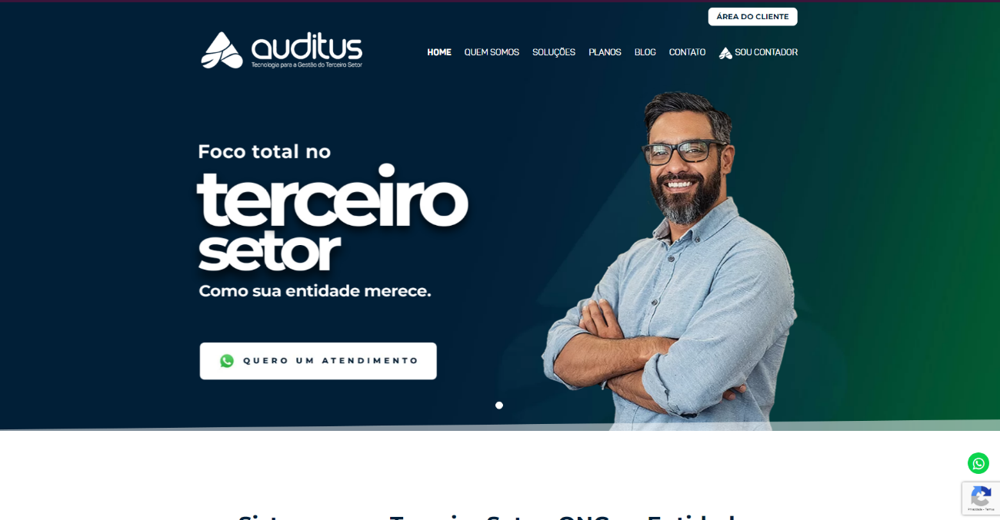 ÁREA DO CLIENTE
auditus
Tecnologia para a Gestão do Terceiro Setor
HOME QUEM SOMOS SOLUÇÕES PLANOS BLOG CONTATO SOU CONTADOR
Foco total no
terceiro
setor
Como sua entidade merece.
QUERO UM ATENDIMENTO
Privacidade - Termos